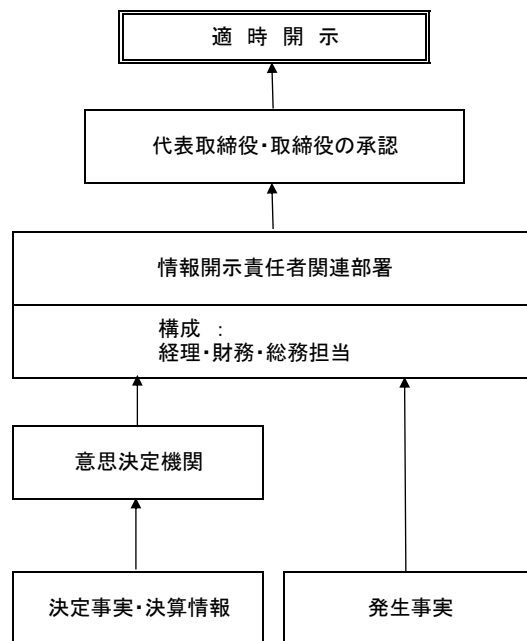 適 時 開 示
代表取締役・取締役の承認
情報開示責任者関連部署
構成 ：
経理・財務・総務担当
意思決定機関
決定事実・決算情報
発生事実